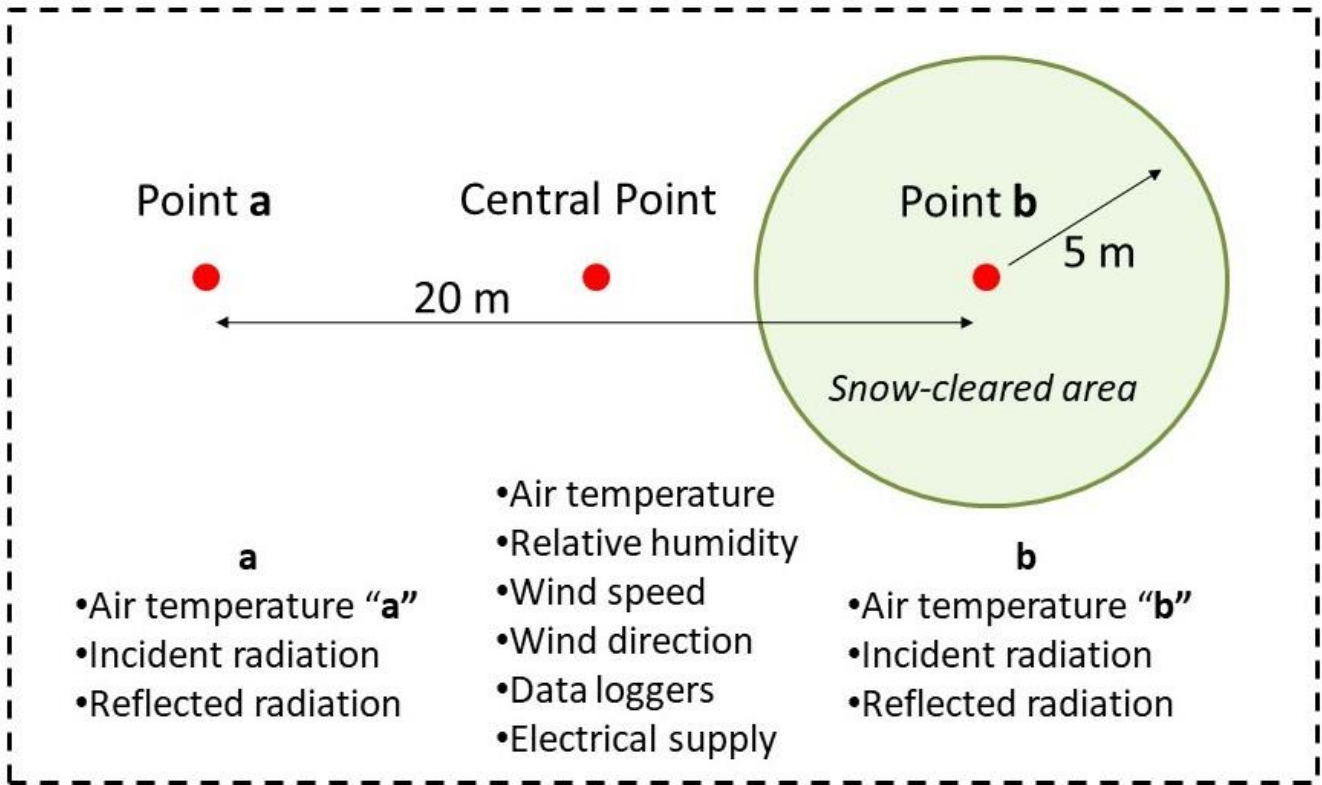 Point a
Central Point
Point b
5 m
20 m
Snow-cleared area
a
•Air temperature “a”
•Incident radiation
•Reflected radiation
•Air temperature
•Relative humidity
•Wind speed
•Wind direction
•Data loggers
•Electrical supply
b
•Air temperature “b”
•Incident radiation
•Reflected radiation